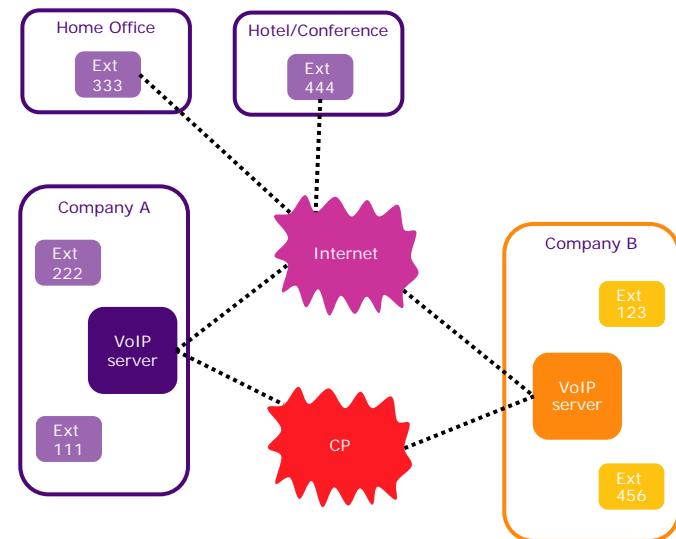 Home Office
Ext
333
Hotel/Conference
Ext
444
Company A
Ext
222
VoIP
server
Ext
111
Internet
CP
Company B
Ext
123
VoIP
server
Ext
456